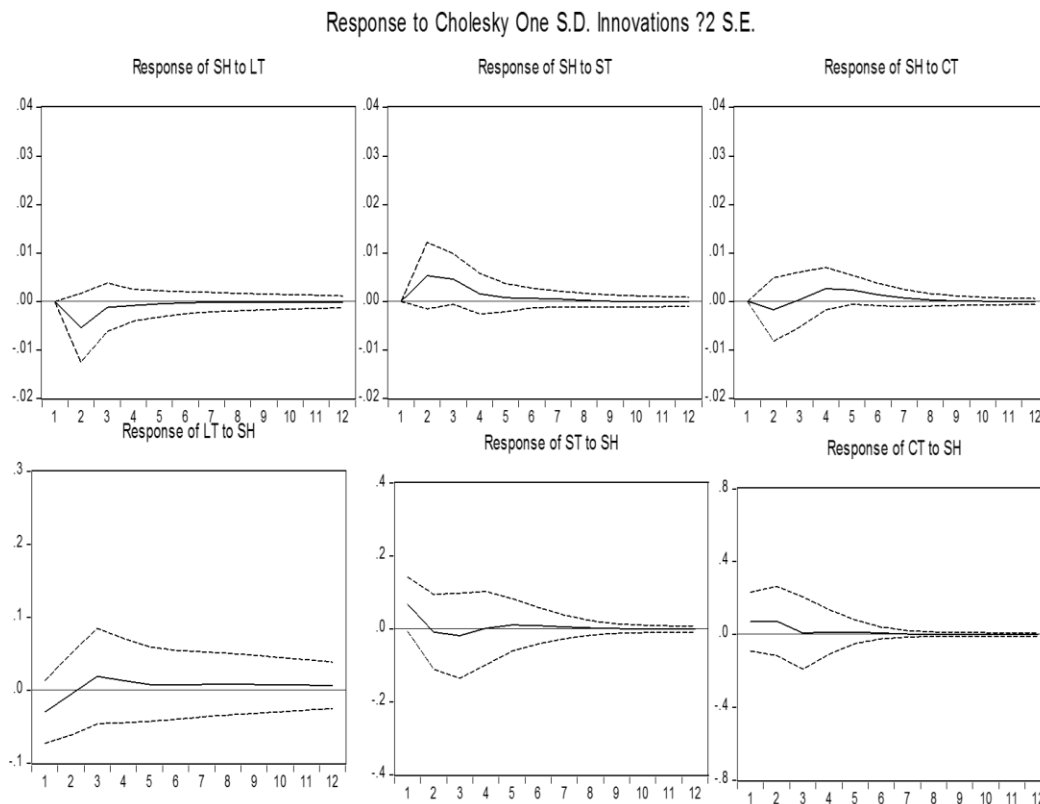 Response to Cholesky One S.D. Innovations ?2 S.E.
Response of SH to LT
Response of SH to ST
Response of SH to CT
.04
.03
.02
.01
.00
-.01
-.02
1 2 3 4 5 6 7 8 9 10 11 12
.04
.03
.02
.01
.00
-.01
-.02
1 2 3 4 5 6 7 8 9 10 11 12
.04
.03
.02
.01
.00
-.01
-.02
1 2 3 4 5 6 7 8 9 10 11 12
Response of LT to SH
Response of ST to SH
Response of CT to SH
.3
.2
.1
.0
-.1
1 2 3 4 5 6 7 8 9 10 11 12
.4
.2
.0
-.2
-.4
1 2 3 4 5 6 7 8 9 10 11 12
.8
.4
.0
-.4
-.8
1 2 3 4 5 6 7 8 9 10 11 12